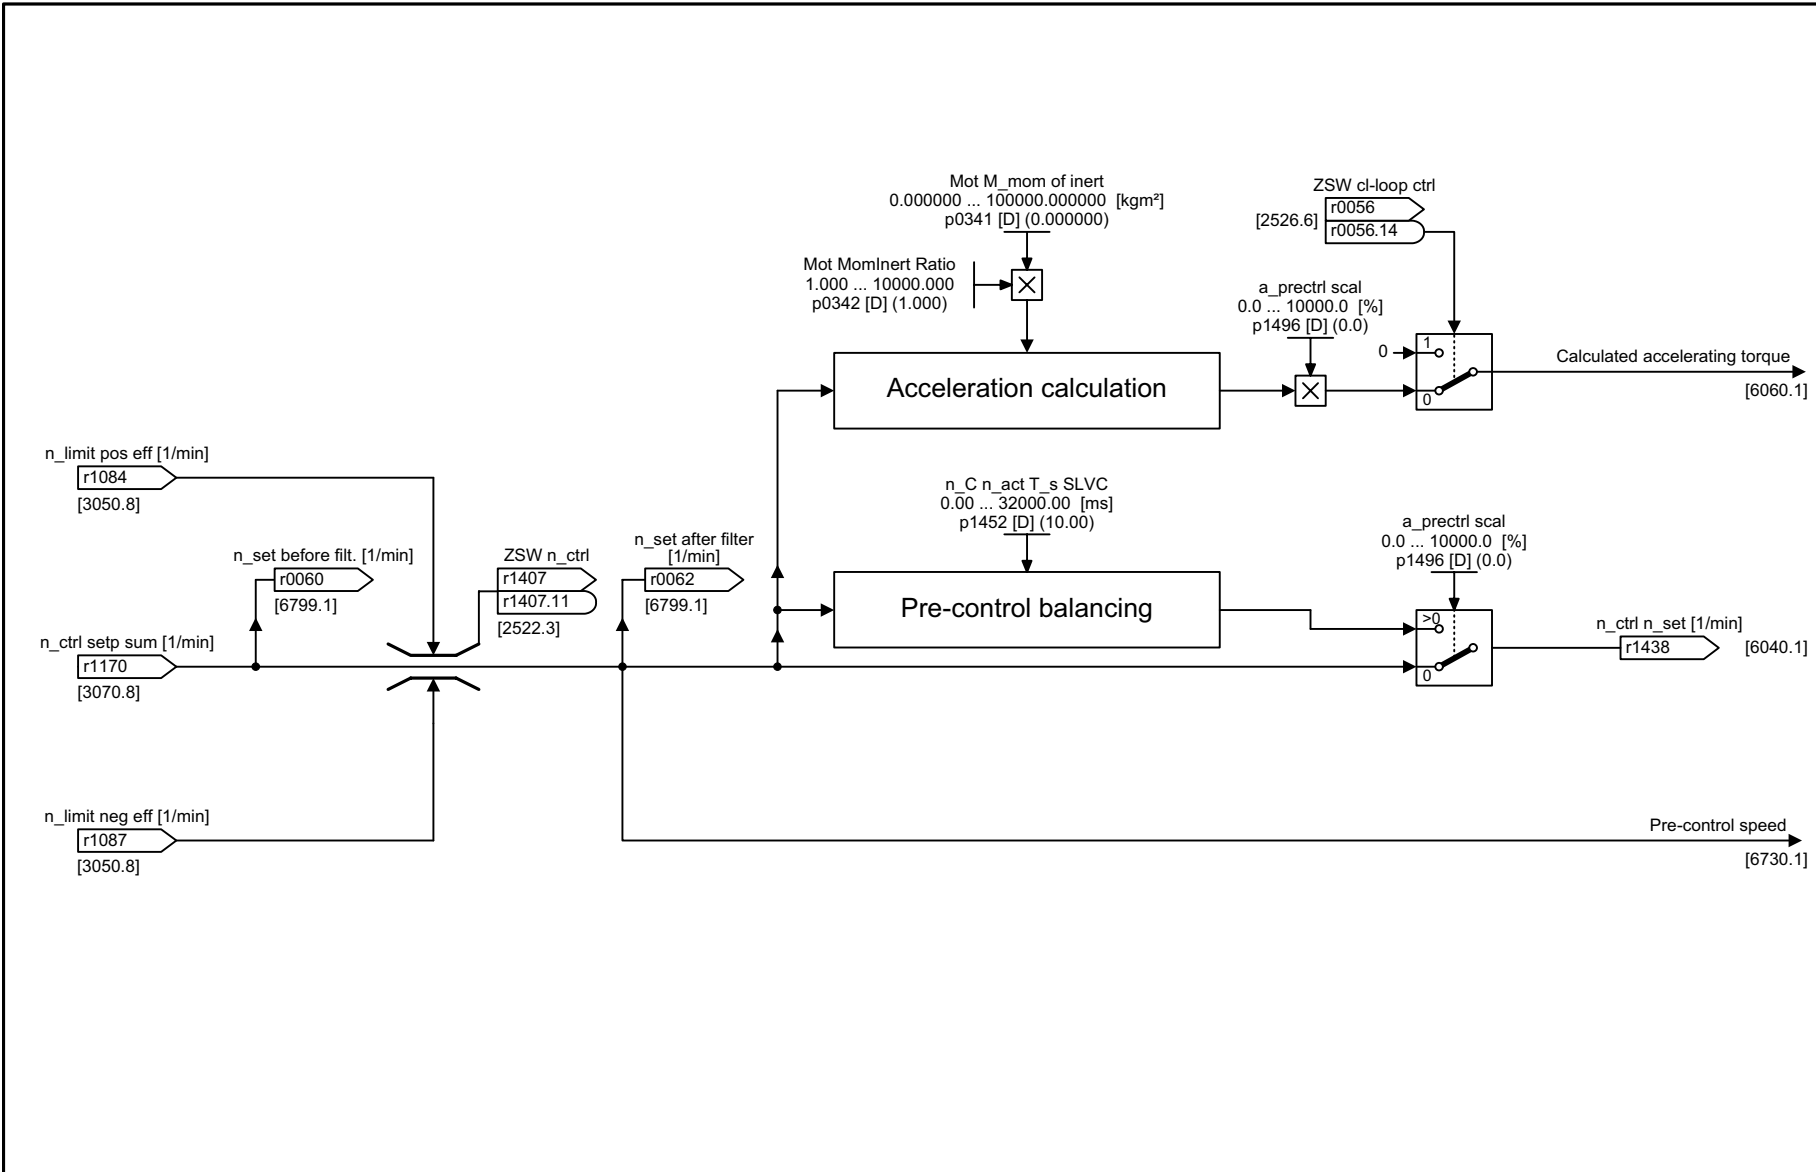 Mot M_mom of inert
0.000000 ... 100000.000000 [kgm²]
p0341 [D] (0.000000)
ZSW cl-loop ctrl
r0056
[2526.6]
r0056.14
Mot MomInert Ratio
1.000 ... 10000.000
p0342 [D] (1.000)
a_prectrl scal
0.0 ... 10000.0 [%]
p1496 [D] (0.0)
1
0
0
Acceleration calculation
Calculated accelerating torque
[6060.1]
n_limit pos eff [1/min]
r1084
[3050.8]
n_C n_act T_s SLVC
0.00 ... 32000.00 [ms]
p1452 [D] (10.00)
a_prectrl scal
0.0 ... 10000.0 [%]
p1496 [D] (0.0)
n_set before filt. [1/min]
r0060
[6799.1]
ZSW n_ctrl
r1407
r1407.11
[2522.3]
n_set after filter
[1/min]
r0062
[6799.1]
Pre-control balancing
>0
0
n_ctrl n_set [1/min]
r1438
[6040.1]
n_ctrl setp sum [1/min]
r1170
[3070.8]
n_limit neg eff [1/min]
r1087
[3050.8]
Pre-control speed
[6730.1]